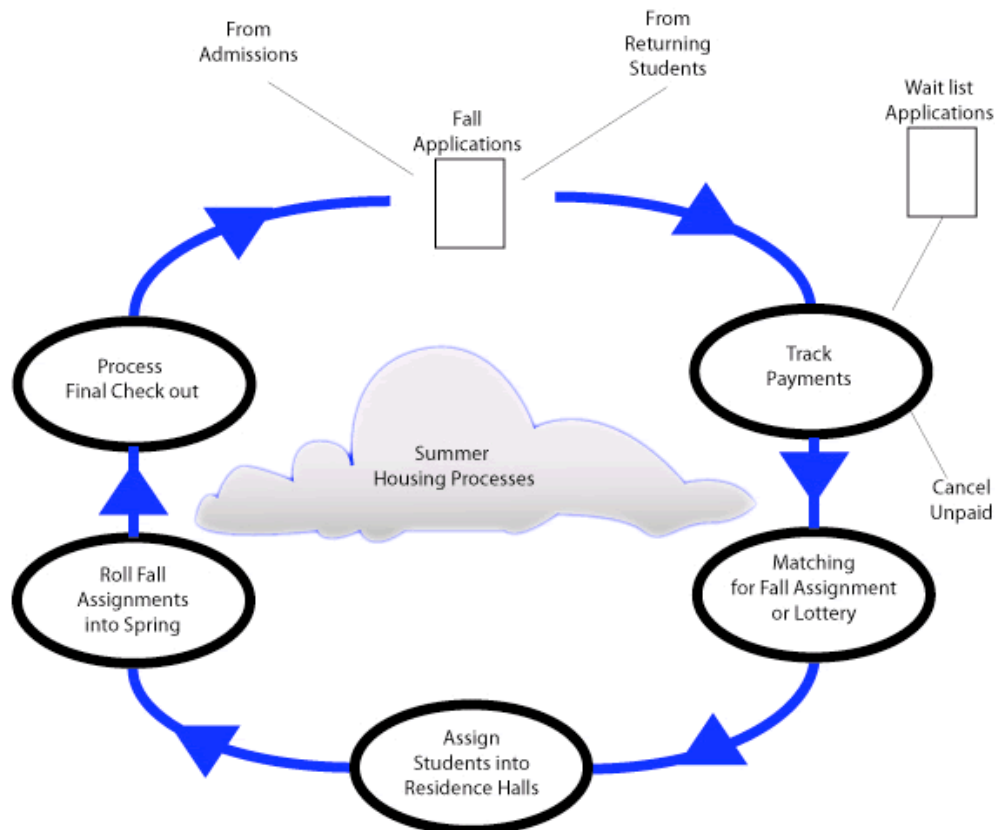 From
Admissions
From
Returning
Students
Fall
Applications
Wait list
Applications
Process
Final Check out
Track
Payments
Summer
Housing Processes
Cancel
Unpaid
Roll Fall
Assignments
into Spring
Matching
for Fall Assignment
or Lottery
Assign
Students into
Residence Halls